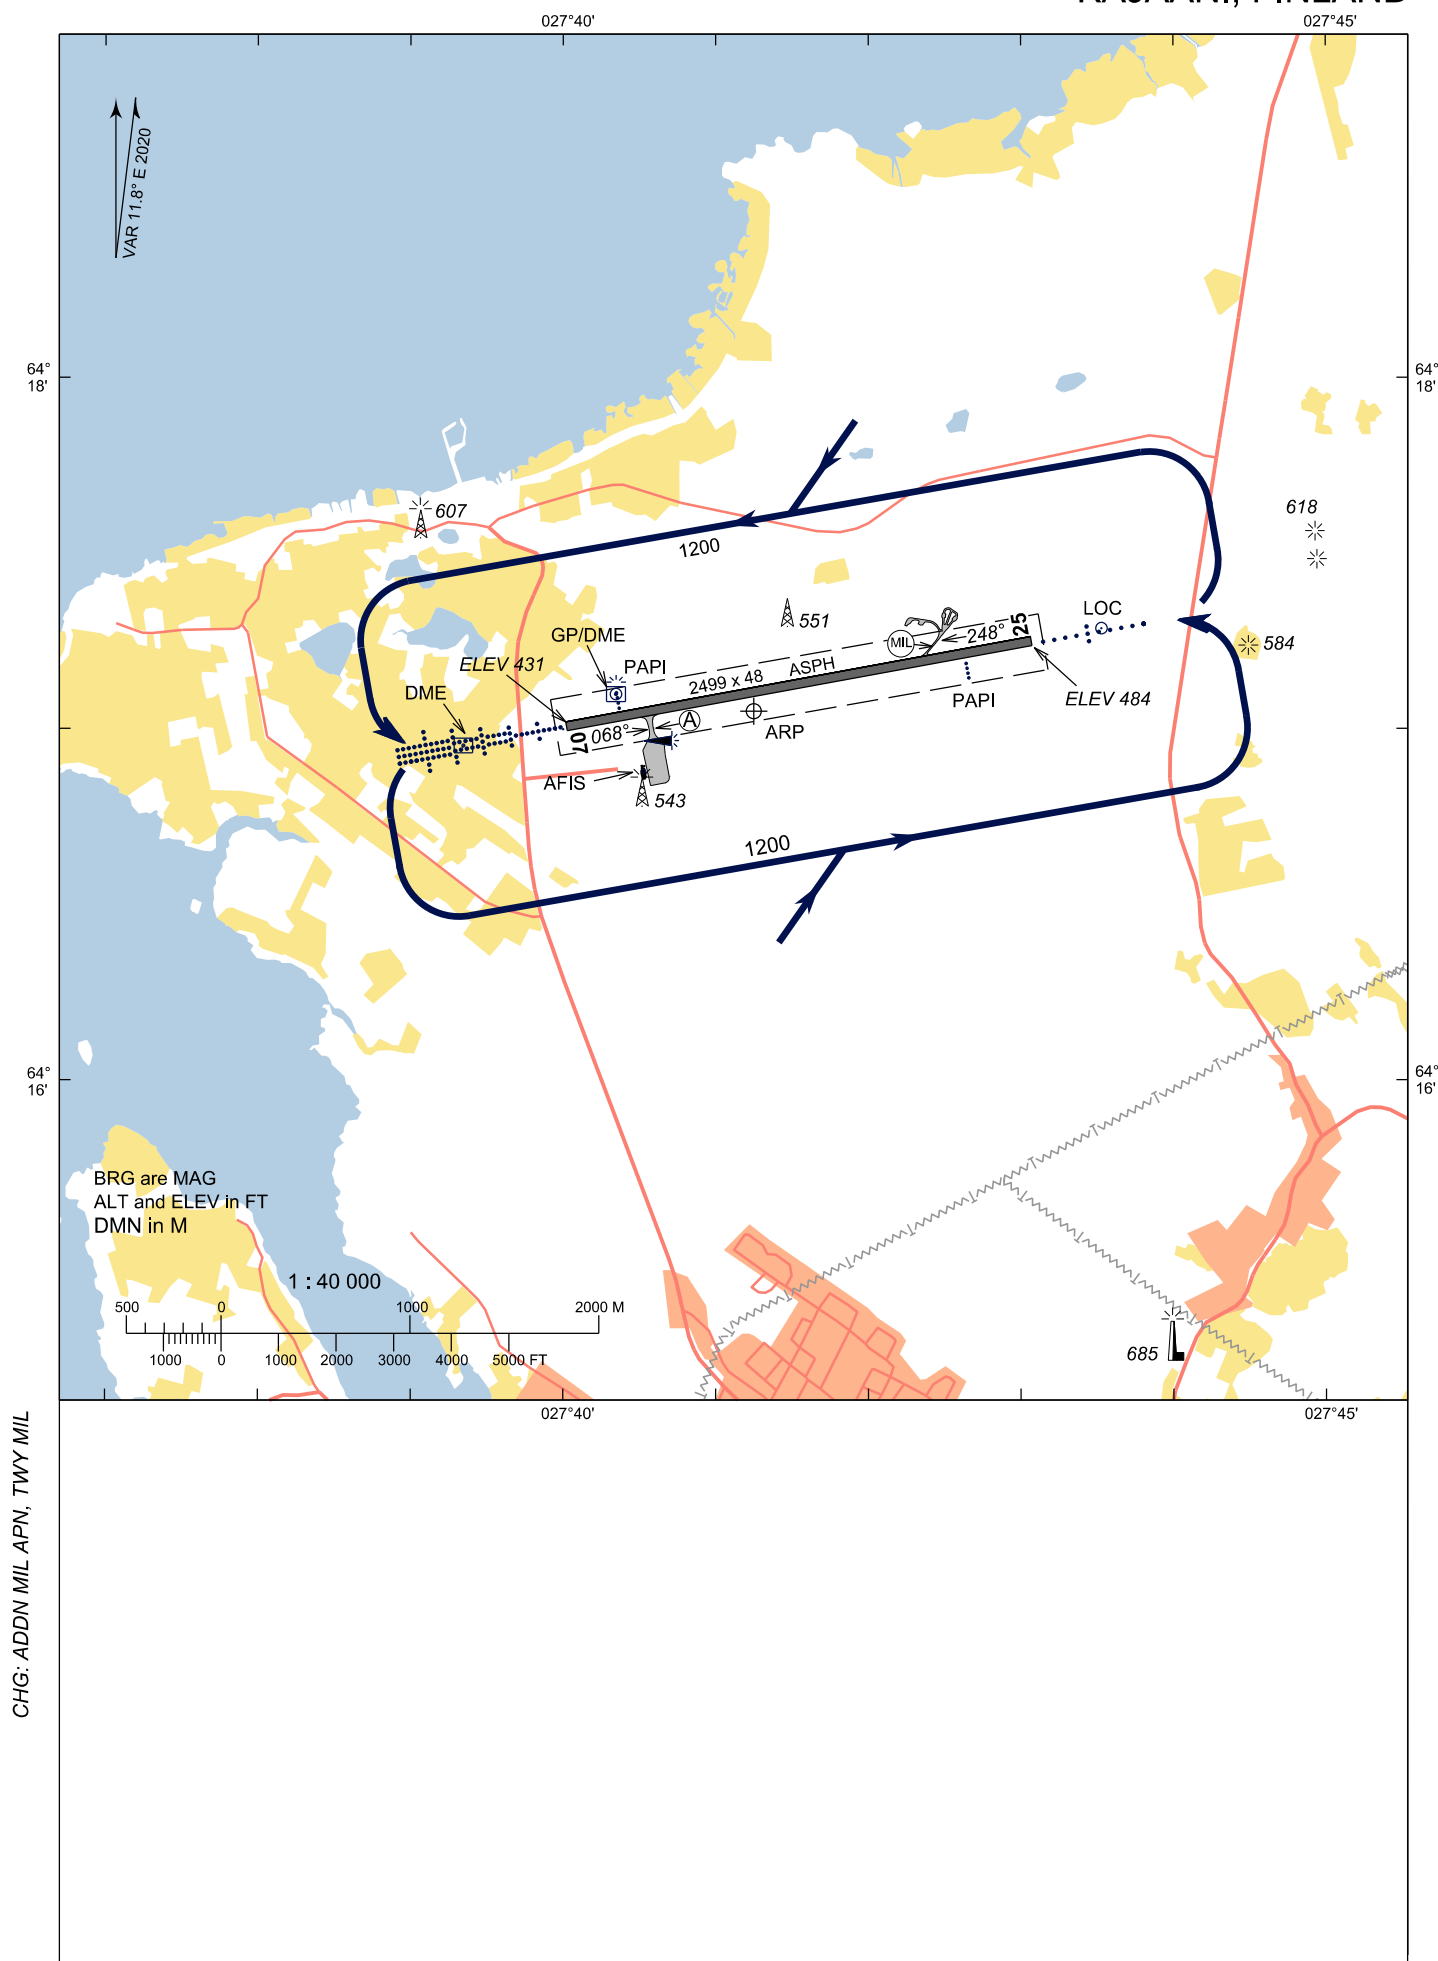 KAJAANI, FINLAND
027°40'
027°45'
VAR 11.8° E 2020
64°
18'
64°
18'
607
618
1200
551
LOC
GP/DME
25
248°
MIL
584
ELEV 431
PAPI
ASPH
2499 x 48
DME
PAPI
ELEV 484
A
068°
07
ARP
AFIS
543
1200
64°
16'
64°
16'
BRG are MAG
ALT and ELEV in FT
DMN in M
1 : 40 000
500 0 1000 2000 M
1000 0 1000 2000 3000 4000 5000 FT
685
027°40'
027°45'
CHG: ADDN MIL APN, TWY MIL